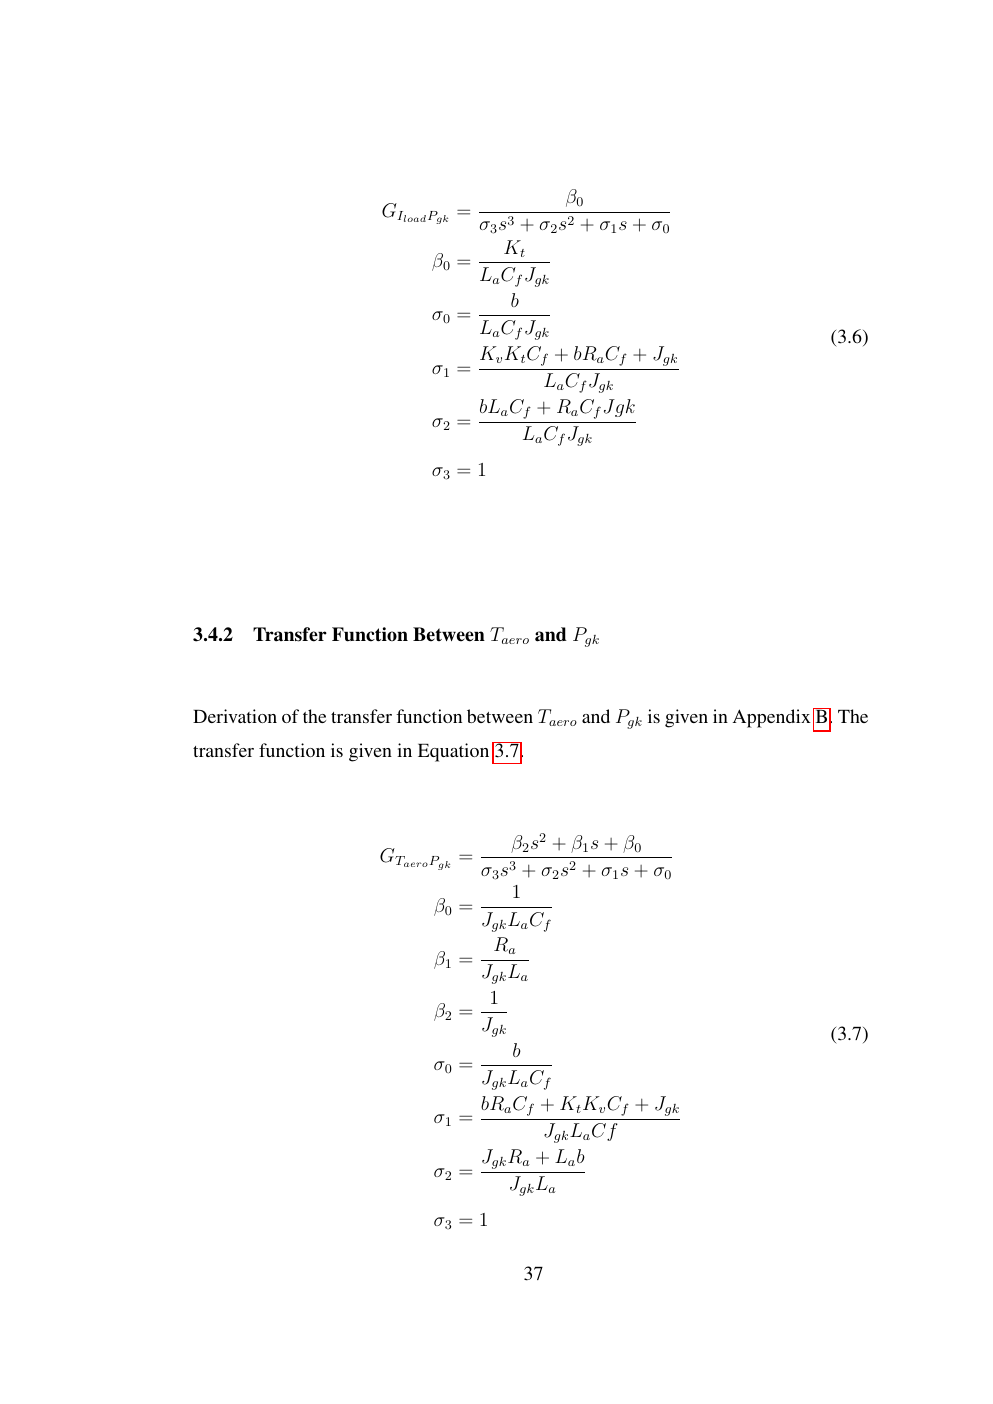 $G_{I_{load}P_{gk}} = \frac{\beta_0}{\sigma_3 s^3 + \sigma_2 s^2 + \sigma_1 s + \sigma_0}$
$\beta_0 = \frac{K_t}{L_a C_f J_{gk}}$
$\sigma_0 = \frac{b}{L_a C_f J_{gk}}$
(3.6)
$\sigma_1 = \frac{K_v K_t C_f + b R_a C_f + J_{gk}}{L_a C_f J_{gk}}$
$\sigma_2 = \frac{b L_a C_f + R_a C_f Jgk}{L_a C_f J_{gk}}$
$\sigma_3 = 1$
3.4.2 Transfer Function Between $T_{aero}$ and $P_{gk}$
Derivation of the transfer function between $T_{aero}$ and $P_{gk}$ is given in Appendix B. The
transfer function is given in Equation 3.7.
$G_{T_{aero}P_{gk}} = \frac{\beta_2 s^2 + \beta_1 s + \beta_0}{\sigma_3 s^3 + \sigma_2 s^2 + \sigma_1 s + \sigma_0}$
$\beta_0 = \frac{1}{J_{gk} L_a C_f}$
$\beta_1 = \frac{R_a}{J_{gk} L_a}$
$\beta_2 = \frac{1}{J_{gk}}$
(3.7)
$\sigma_0 = \frac{b}{J_{gk} L_a C_f}$
$\sigma_1 = \frac{b R_a C_f + K_t K_v C_f + J_{gk}}{J_{gk} L_a Cf}$
$\sigma_2 = \frac{J_{gk} R_a + L_a b}{J_{gk} L_a}$
$\sigma_3 = 1$
37